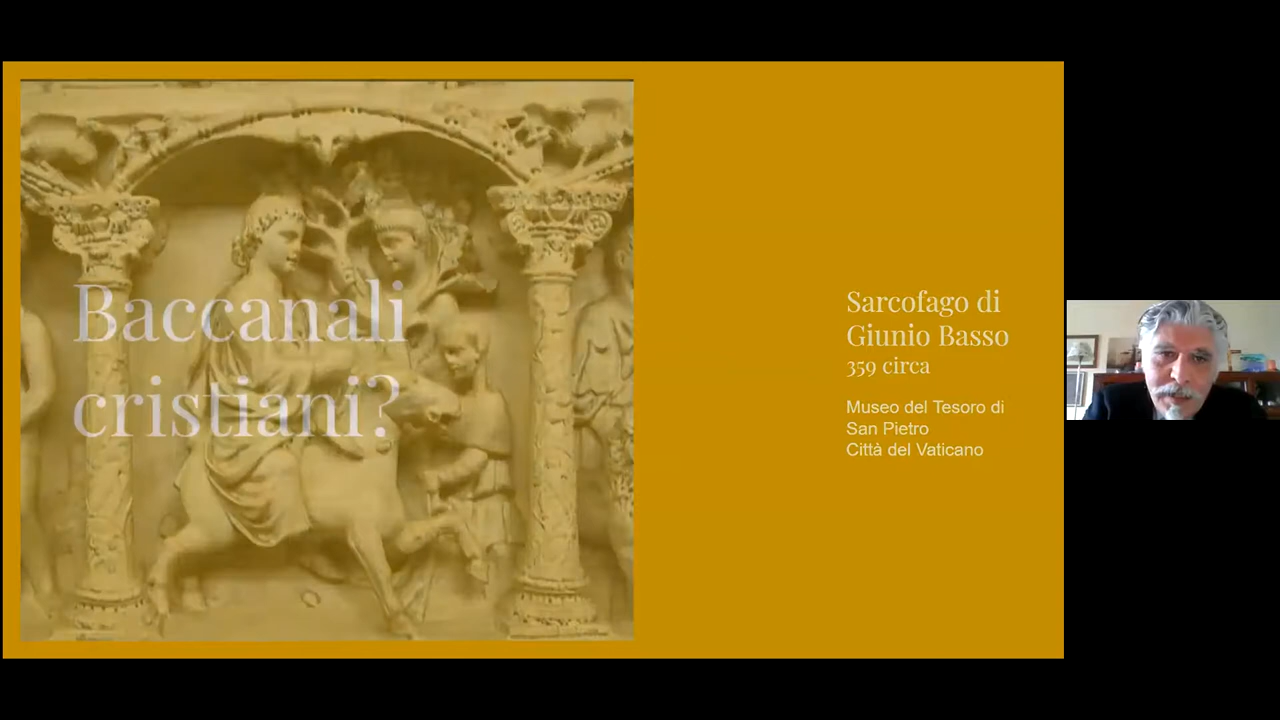 Baccanali
cristiani?
Sarcofago di
Giunio Basso
359 circa
Museo del Tesoro di
San Pietro
Città del Vaticano